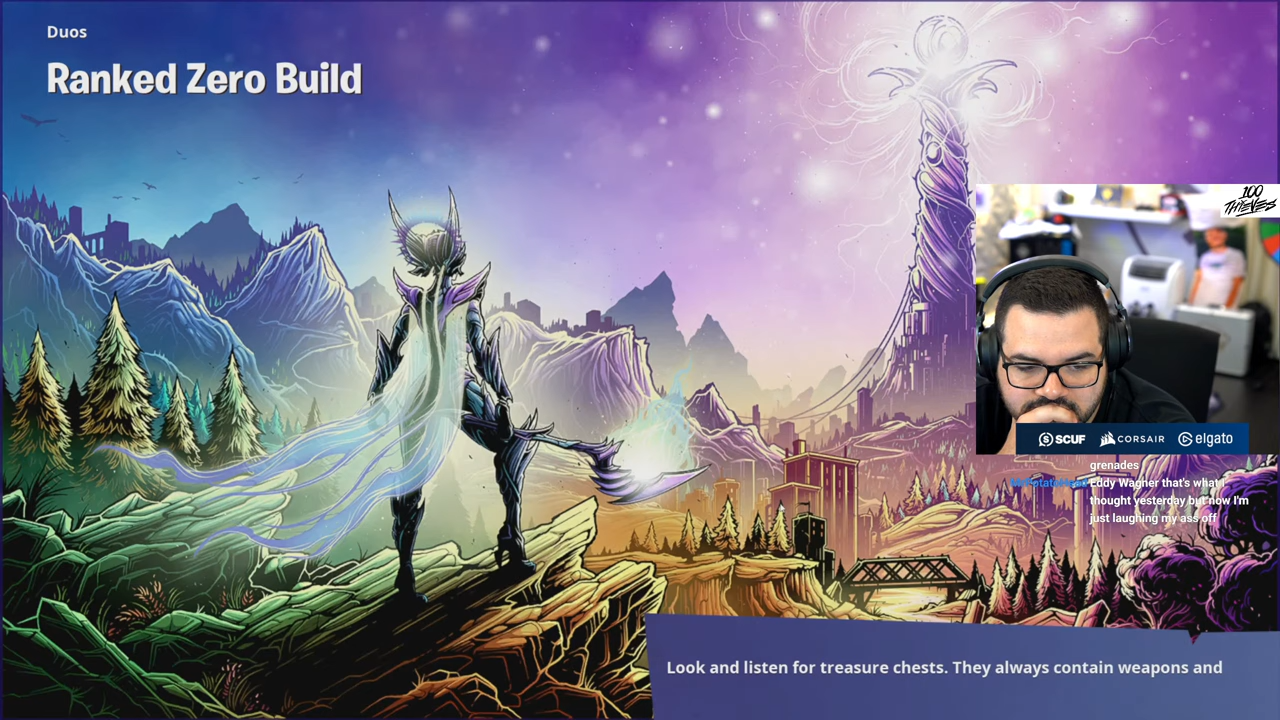 Duos
Ranked Zero Build
100
THIEVES
SCUF
CORSAIR
elgato
grenades
Eddy Wagner that's what i
thought yesterday but now I'm
just laughing my ass off
Look and listen for treasure chests. They always contain weapons and